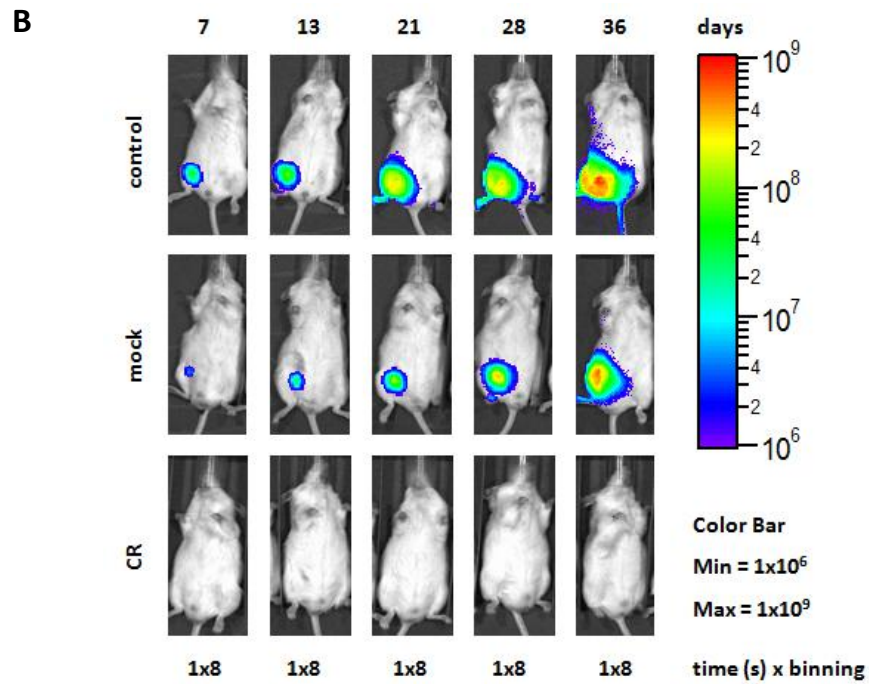 B
7 13 21 28 36 days
control
mock
CR
10⁹
4
2
10⁸
4
2
10⁷
4
2
10⁶
Color Bar
Min = 1x10⁶
Max = 1x10⁹
1x8 1x8 1x8 1x8 1x8 time (s) x binning